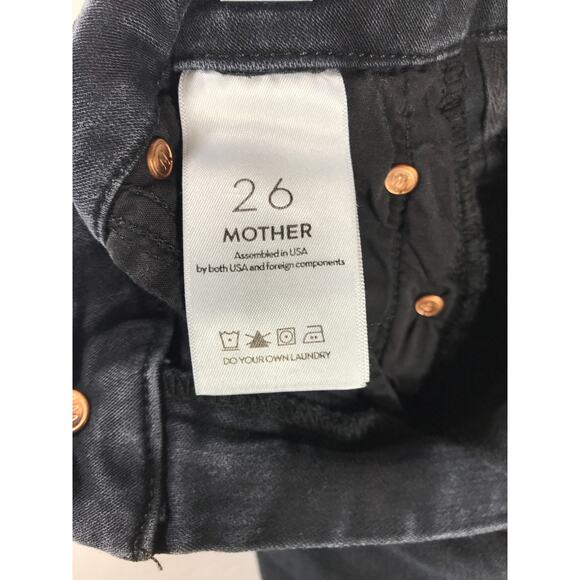 26
MOTHER
Assembled in USA
by both USA and foreign components
DO YOUR OWN LAUNDRY